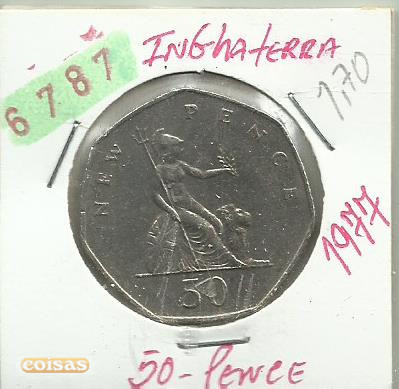 6787
INGhATERRA
1,70
NEW PENCE
50
1977
50-Pence
coisas